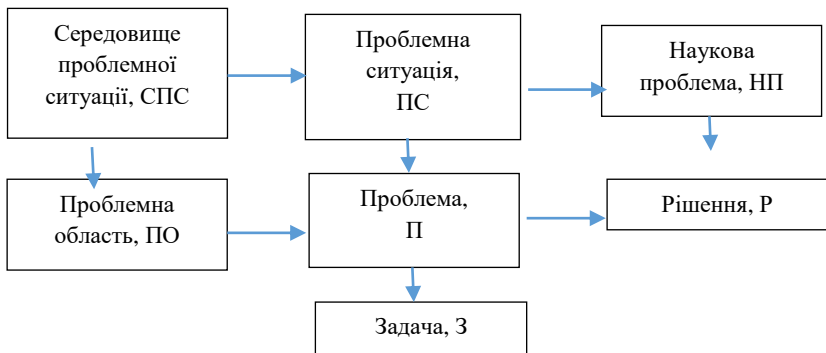 Середовище
проблемної
ситуації, СПС
Проблемна
ситуація,
ПС
Наукова
проблема, НП
Проблемна
область, ПО
Проблема,
П
Рішення, Р
Задача, З